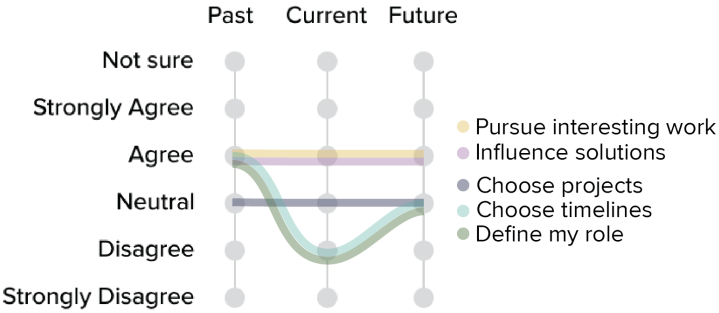 Past Current Future
Not sure
Strongly Agree
Agree
Neutral
Disagree
Strongly Disagree
Pursue interesting work
Influence solutions
Choose projects
Choose timelines
Define my role